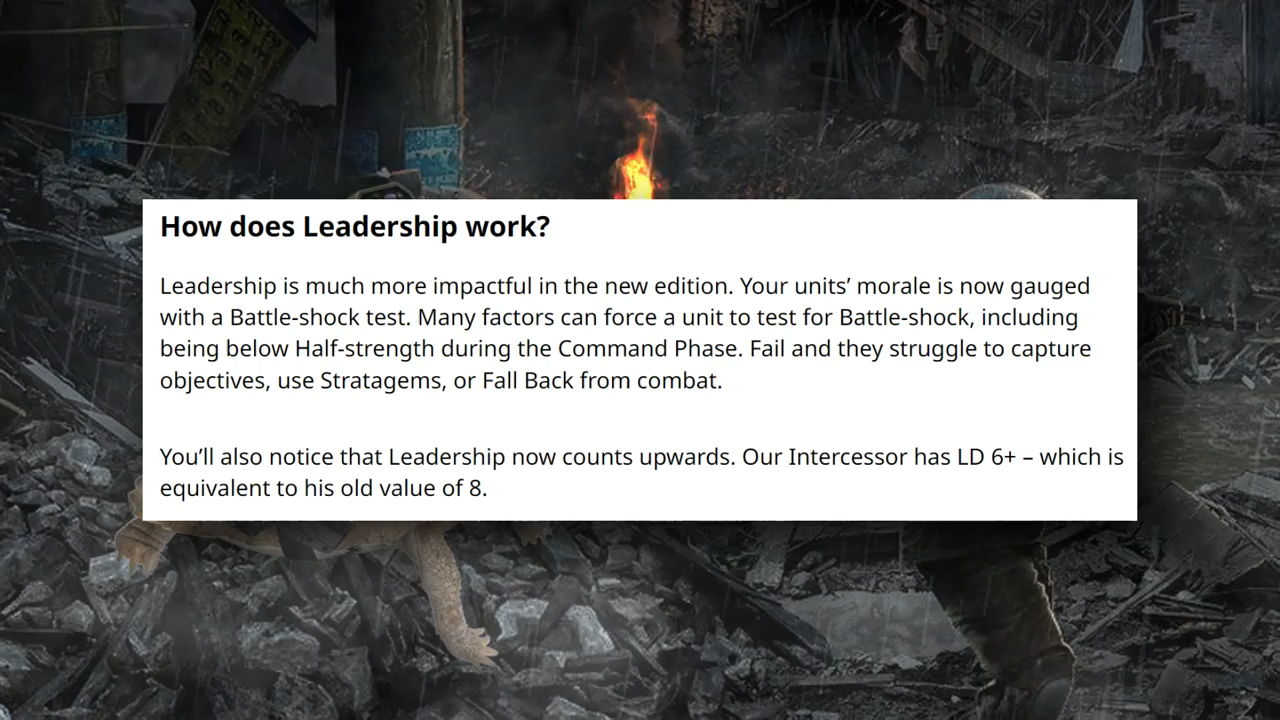 How does Leadership work?
Leadership is much more impactful in the new edition. Your units’ morale is now gauged
with a Battle-shock test. Many factors can force a unit to test for Battle-shock, including
being below Half-strength during the Command Phase. Fail and they struggle to capture
objectives, use Stratagems, or Fall Back from combat.
You’ll also notice that Leadership now counts upwards. Our Intercessor has LD 6+ – which is
equivalent to his old value of 8.